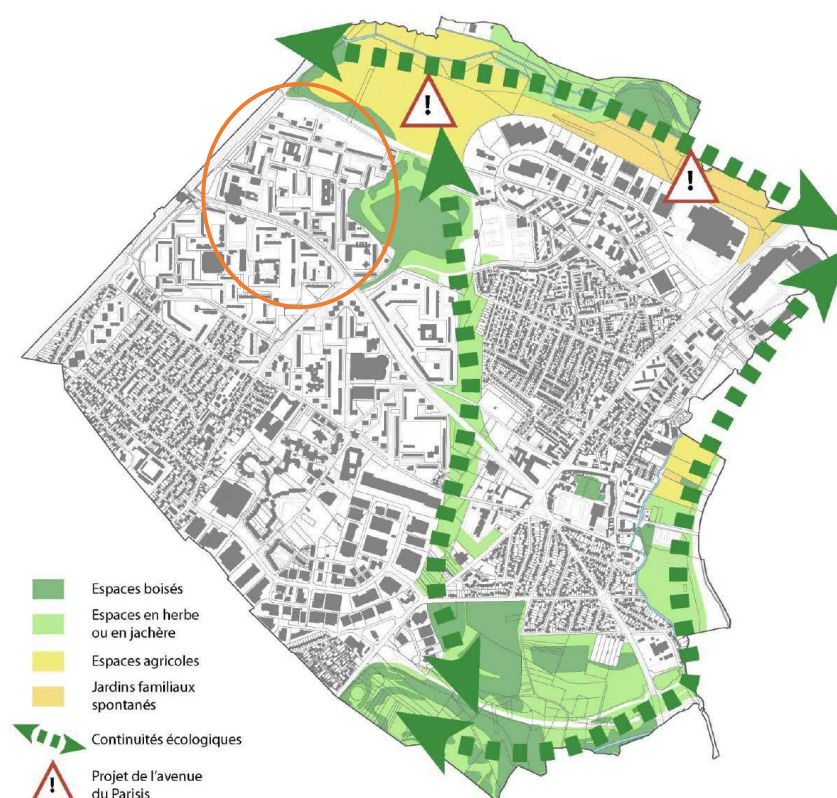 !
!
Espaces boisés
Espaces en herbe
ou en jachère
Espaces agricoles
Jardins familiaux
spontanés
Continuités écologiques
!
Projet de l'avenue
du Parisis